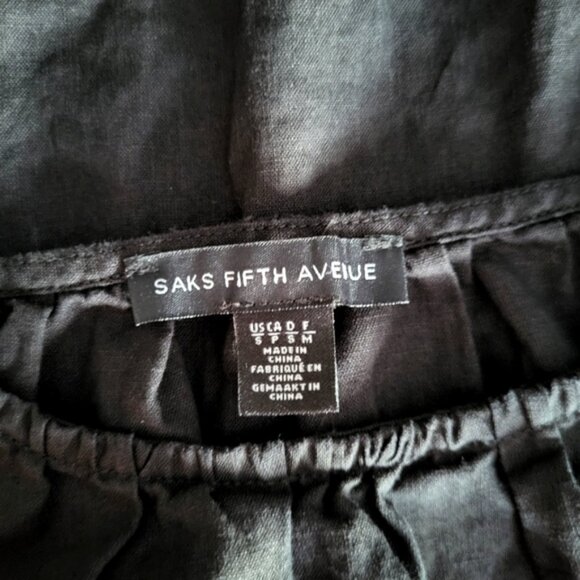 SAKS FIFTH AVENUE
US CA D F
S P S M
MADE IN
CHINA
FABRIQUÉ EN
CHINA
GEMAAKT IN
CHINA